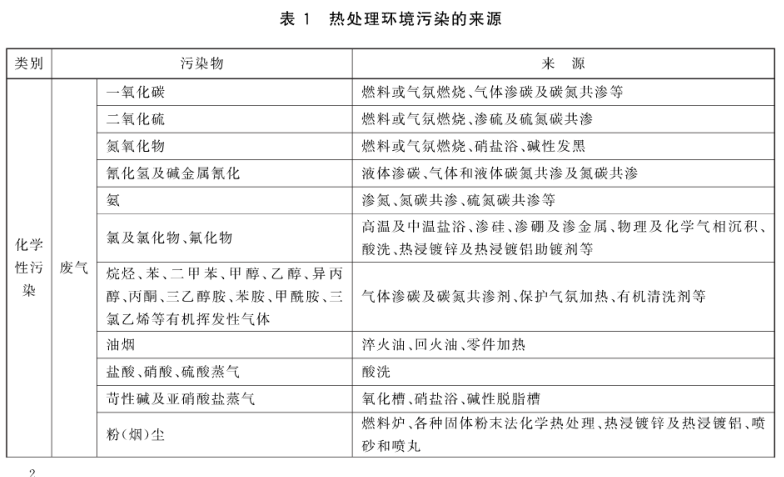 表 1 热处理环境污染的来源
类别 污染物 来 源
化学性污染 废气
一氧化碳 燃料或气氛燃烧、气体渗碳及碳氮共渗等
二氧化硫 燃料或气氛燃烧、渗硫及硫氮碳共渗
氮氧化物 燃料或气氛燃烧、硝盐浴、碱性发黑
氰化氢及碱金属氰化 液体渗碳、气体和液体碳氮共渗及氮碳共渗
氨 渗氮、氮碳共渗、硫氮碳共渗等
氯及氯化物、氟化物 高温及中温盐浴、渗硅、渗硼及渗金属、物理及化学气相沉积、
酸洗、热浸镀锌及热浸镀铝助镀剂等
烷烃、苯、二甲苯、甲醇、乙醇、异丙
醇、丙酮、三乙醇胺、苯胺、甲酰胺、三
氯乙烯等有机挥发性气体 气体渗碳及碳氮共渗剂、保护气氛加热、有机清洗剂等
油烟 淬火油、回火油、零件加热
盐酸、硝酸、硫酸蒸气 酸洗
苛性碱及亚硝酸盐蒸气 氧化槽、硝盐浴、碱性脱脂槽
粉(烟)尘 燃料炉、各种固体粉末法化学热处理、热浸镀锌及热浸镀铝、喷
砂和喷丸
2